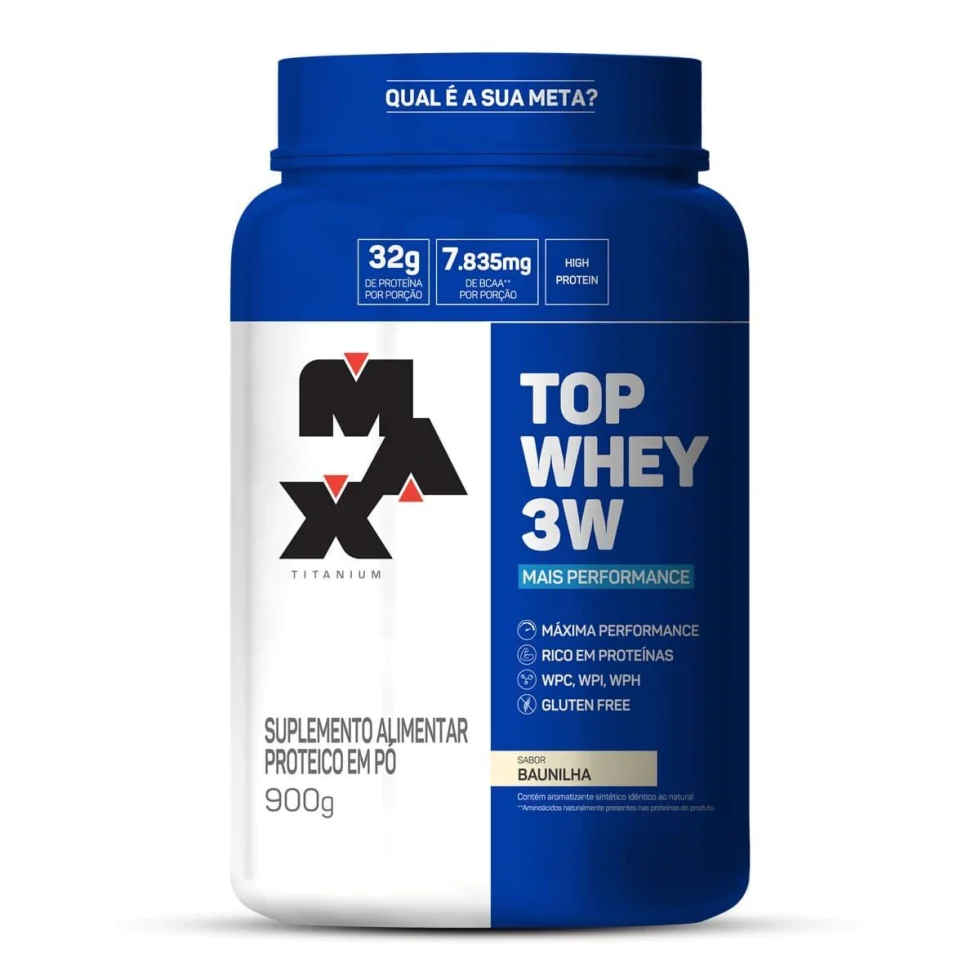 QUAL É A SUA META?
32g
DE PROTEÍNA
POR PORÇÃO
7.835mg
DE BCAA**
POR PORÇÃO
HIGH
PROTEIN
MAX
TITANIUM
TOP
WHEY
3W
MAIS PERFORMANCE
MÁXIMA PERFORMANCE
RICO EM PROTEÍNAS
WPC, WPI, WPH
GLUTEN FREE
SUPLEMENTO ALIMENTAR
PROTEICO EM PÓ
900g
SABOR
BAUNILHA
Contém aromatizante sintético idêntico ao natural
**Aminoácidos naturalmente presentes nas proteínas do produto.